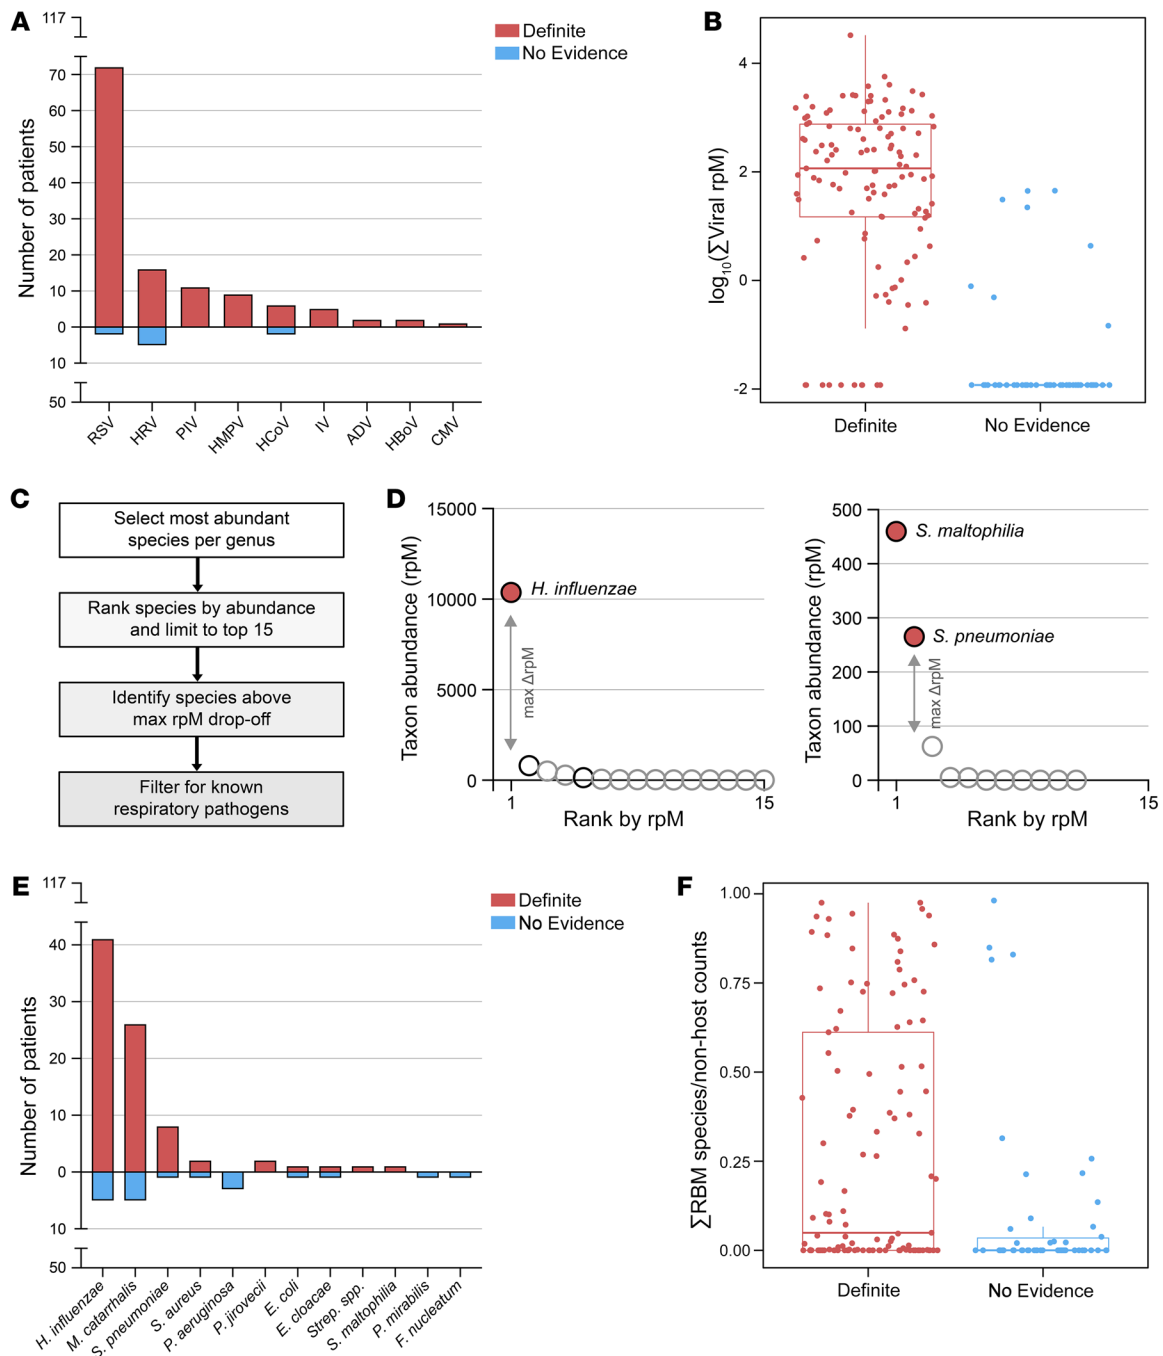 A
117
70
60
50
40
30
20
10
0
10
50
Number of patients
Definite
No Evidence
RSV
HRV
PIV
HMPV
HCoV
IV
ADV
HBoV
CMV
B
4
2
0
-2
log10(∑Viral rpM)
Definite
No Evidence
C
Select most abundant
species per genus
Rank species by abundance
and limit to top 15
Identify species above
max rpM drop-off
Filter for known
respiratory pathogens
D
15000
10000
5000
0
Taxon abundance (rpM)
H. influenzae
max ΔrpM
1
15
Rank by rpM
500
400
300
200
100
0
Taxon abundance (rpM)
S. maltophilia
S. pneumoniae
max ΔrpM
1
15
Rank by rpM
E
117
40
30
20
10
0
10
50
Number of patients
Definite
No Evidence
H. influenzae
M. catarrhalis
S. pneumoniae
S. aureus
P. aeruginosa
P. jirovecii
E. coli
E. cloacae
Strep. spp.
S. maltophilia
P. mirabilis
F. nucleatum
F
1.00
0.75
0.50
0.25
0.00
∑RBM species/non-host counts
Definite
No Evidence